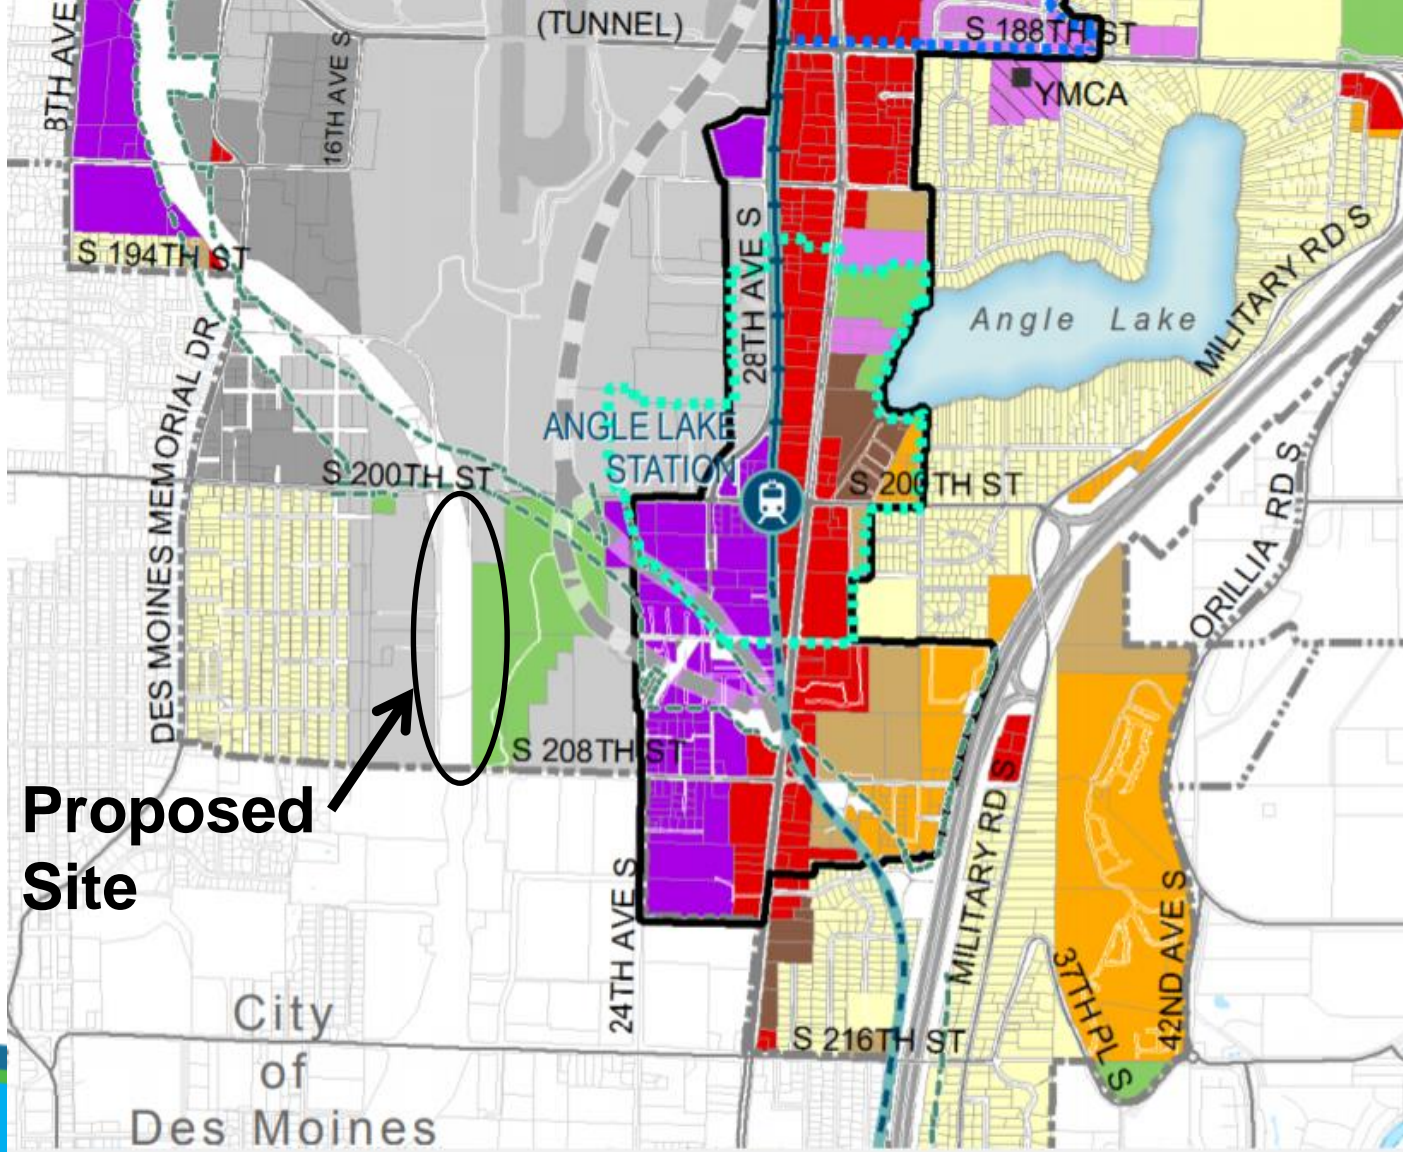 8TH AVE
16TH AVE S
(TUNNEL)
S 188TH ST
YMCA
S 194TH ST
28TH AVE S
Angle Lake
MILITARY RD S
DES MOINES MEMORIAL DR
ANGLE LAKE
STATION
S 200TH ST
S 200TH ST
ORILLIA RD S
S 208TH ST
Proposed
Site
MILITARY RD S
24TH AVE S
37TH PL S
42ND AVE S
S 216TH ST
City
of
Des Moines